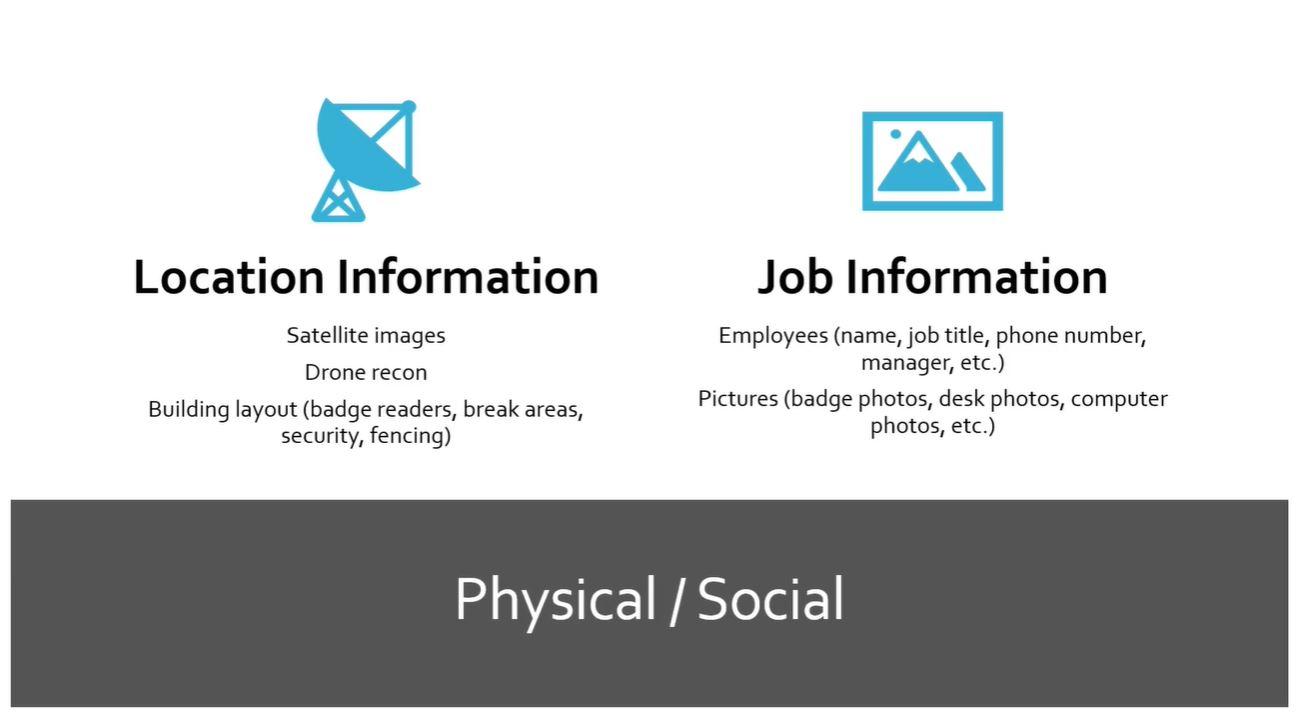 Location Information
Satellite images
Drone recon
Building layout (badge readers, break areas,
security, fencing)
Job Information
Employees (name, job title, phone number,
manager, etc.)
Pictures (badge photos, desk photos, computer
photos, etc.)
Physical / Social